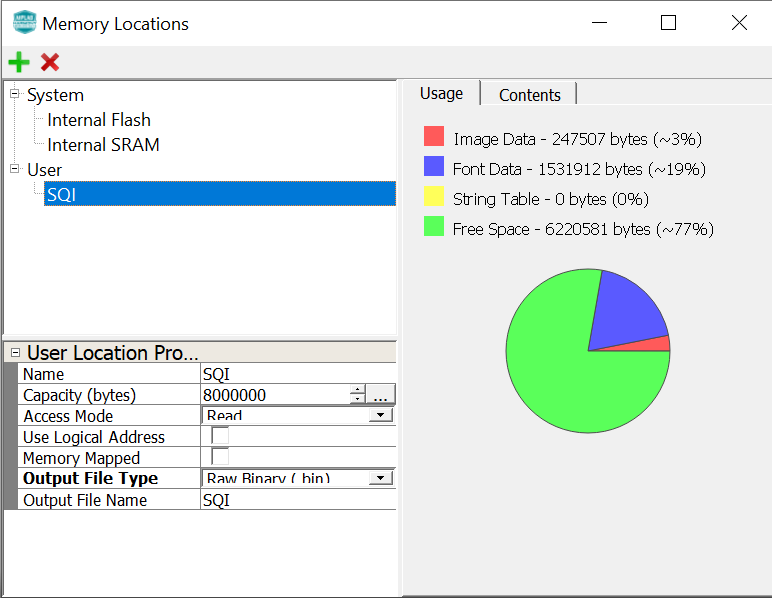 Memory Locations
System
Internal Flash
Internal SRAM
User
SQI
Usage
Contents
Image Data - 247507 bytes (~3%)
Font Data - 1531912 bytes (~19%)
String Table - 0 bytes (0%)
Free Space - 6220581 bytes (~77%)
User Location Pro...
Name SQI
Capacity (bytes) 8000000 ...
Access Mode Read
Use Logical Address
Memory Mapped
Output File Type Raw Binary (.bin)
Output File Name SQI